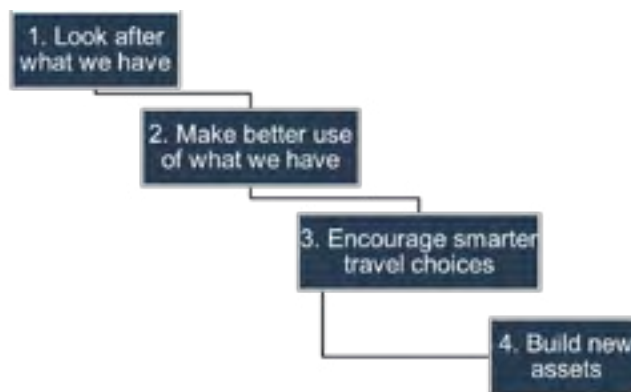 1. Look after
what we have
2. Make better use
of what we have
3. Encourage smarter
travel choices
4. Build new
assets